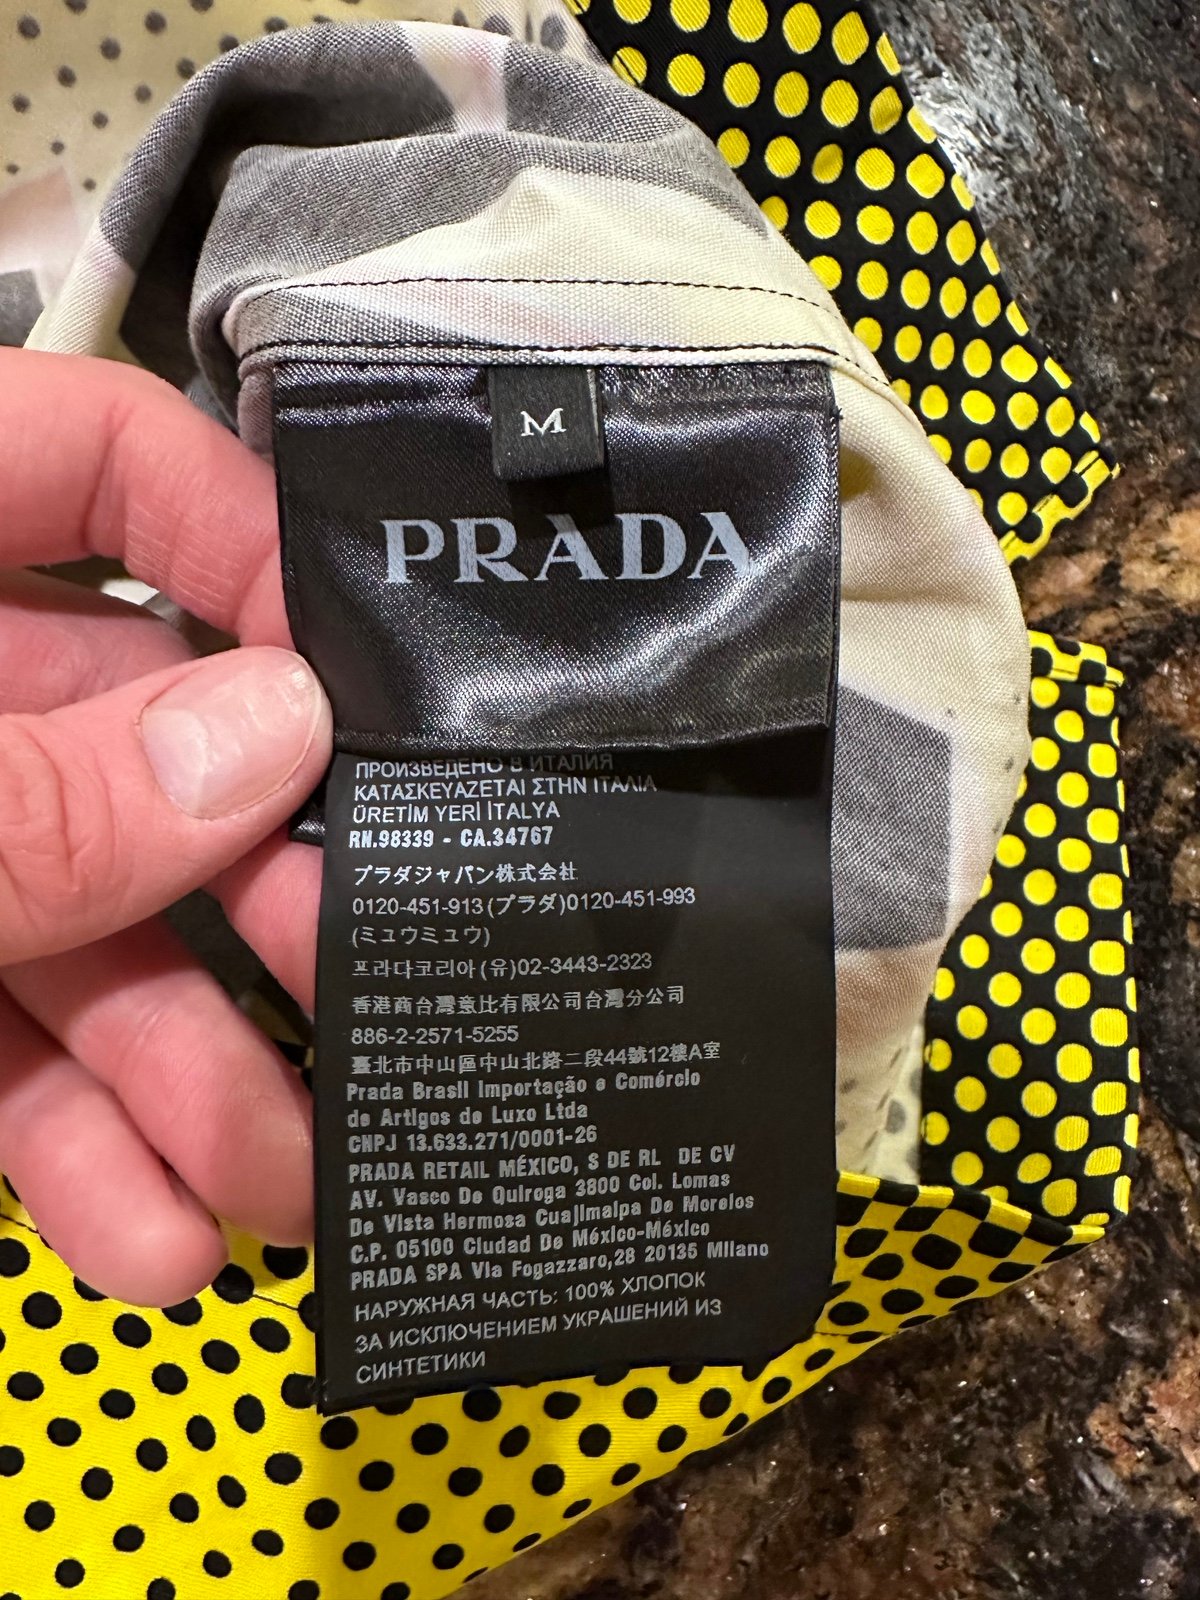 M
PRADA
ПРОИЗВЕДЕНО В ИТАЛИЯ
ΚΑΤΑΣΚΕΥΑΖΕΤΑΙ ΣΤΗΝ ΙΤΑΛΙΑ
ÜRETİM YERİ İTALYA
RN.98339 - CA.34767
プラダジャパン株式会社
0120-451-913(プラダ)0120-451-993
(ミュウミュウ)
프라다코리아(유)02-3443-2323
香港商台灣意比有限公司台灣分公司
886-2-2571-5255
臺北市中山區中山北路二段44號12樓A室
Prada Brasil Importação e Comércio
de Artigos de Luxo Ltda
CNPJ 13.633.271/0001-26
PRADA RETAIL MÉXICO, S DE RL DE CV
AV. Vasco De Quiroga 3800 Col. Lomas
De Vista Hermosa Cuajimalpa De Morelos
C.P. 05100 Ciudad De México-México
PRADA SPA Via Fogazzaro,28 20135 Milano
НАРУЖНАЯ ЧАСТЬ: 100% ХЛОПОК
ЗА ИСКЛЮЧЕНИЕМ УКРАШЕНИЙ ИЗ
СИНТЕТИКИ